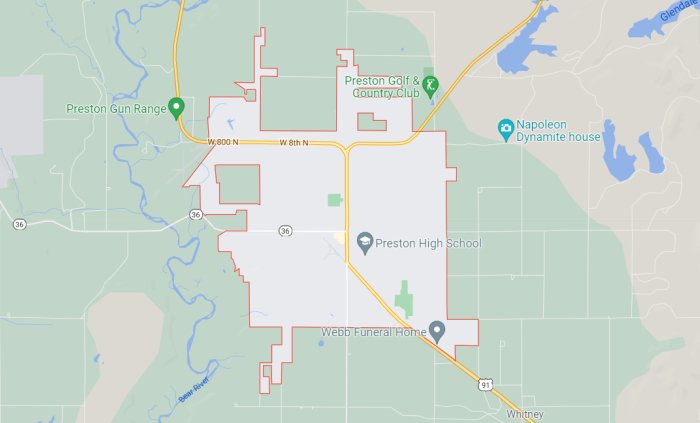 Glendale
Preston Golf &
Country Club
Preston Gun Range
Napoleon
Dynamite house
W 800 N
W 8th N
36
36
36
Preston High School
Webb Funeral Home
Bear River
91
Whitney